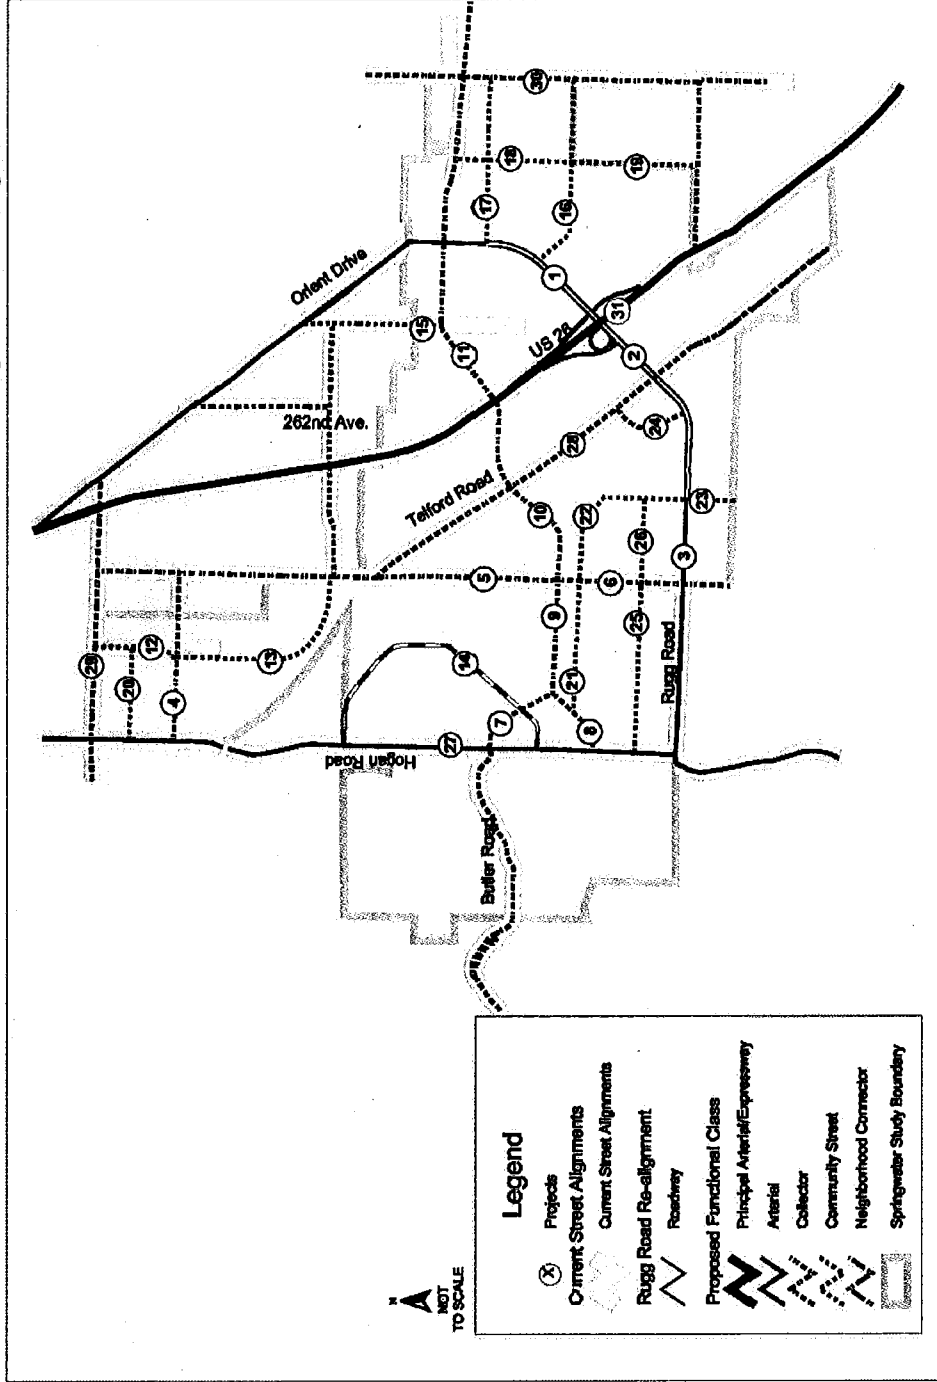 Orient Drive
262nd Ave.
US 26
Telford Road
Hogan Road
Butler Road
Rugg Road
1
2
3
4
5
6
7
8
9
10
11
12
13
14
15
16
17
18
19
20
21
22
23
24
25
26
27
28
29
30
31
N
NOT
TO SCALE
Legend
X Projects
Current Street Alignments
Current Street Alignments
Rugg Road Re-alignment
Roadway
Proposed Functional Class
Principal Arterial/Expressway
Arterial
Collector
Community Street
Neighborhood Connector
Springwater Study Boundary